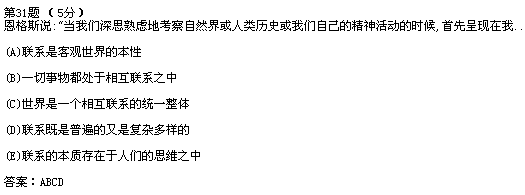 第31题 (5分)
恩格斯说:“当我们深思熟虑地考察自然界或人类历史或我们自己的精神活动的时候,首先呈现在我..
(A)联系是客观世界的本性
(B)一切事物都处于相互联系之中
(C)世界是一个相互联系的统一整体
(D)联系既是普遍的又是复杂多样的
(E)联系的本质存在于人们的思维之中
答案：ABCD